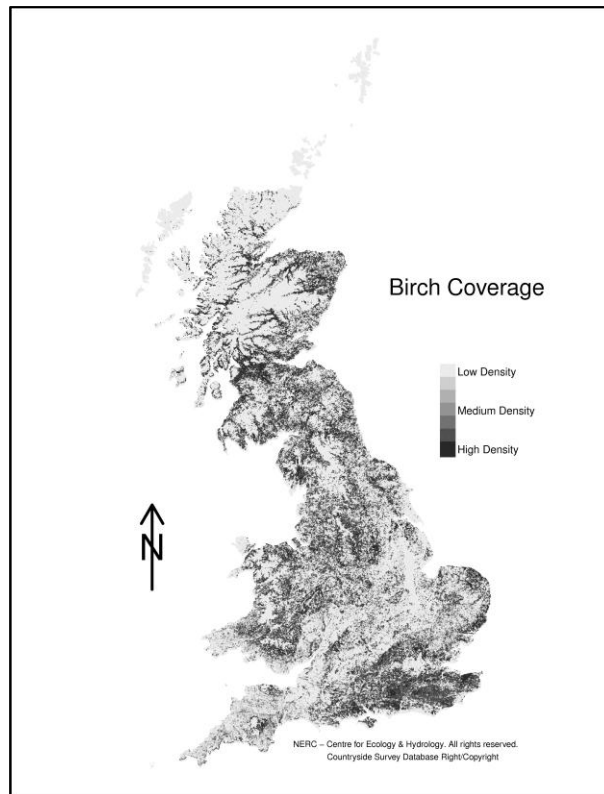 Birch Coverage
Low Density
Medium Density
High Density
N
NERC – Centre for Ecology & Hydrology. All rights reserved.
Countryside Survey Database Right/Copyright